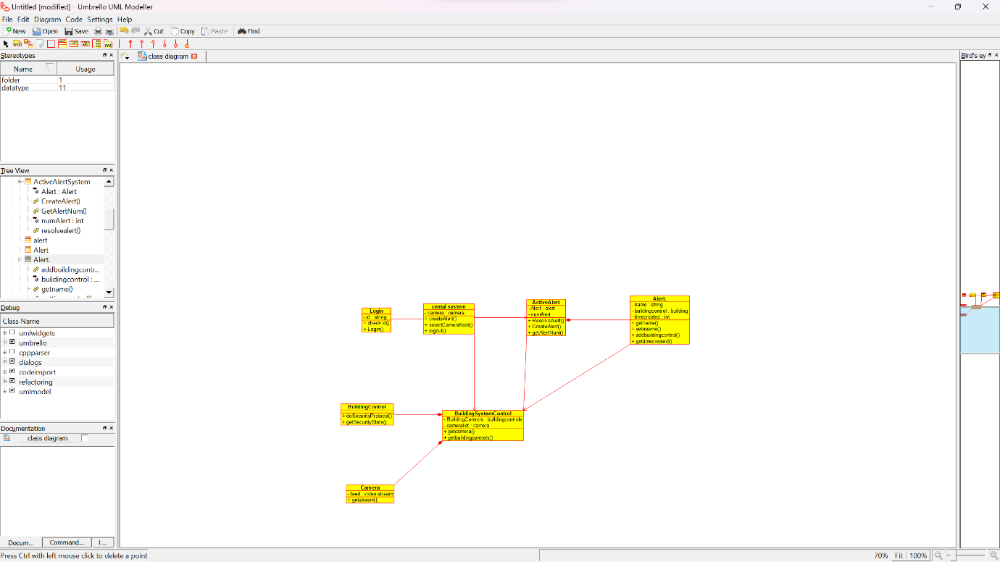 Untitled [modified] – Umbrello UML Modeller
File Edit Diagram Code Settings Help
New Open Save Cut Copy Paste Find
Stereotypes
Name Usage
folder 1
datatype 11
Tree View
ActiveAlertSystem
Alert : Alert
CreateAlert()
GetAlertNum()
numAlert : int
resolvealert()
alert
Alert
Alert.
addbuildingcontr...
buildingcontrol : ...
getname()
Debug
Class Name
umlwidgets
umbrello
cppparser
dialogs
codeimport
refactoring
umlmodel
Documentation
class diagram
Docum... Command... L...
Press Ctrl with left mouse click to delete a point
class diagram
Login
- id : string
+ check id()
+ Login()
cental system
- camera : camera
+ createAlert()
+ selectCamerafeed()
+ logout()
ActiveAlert
Alert : alert
- numAlert
+ ResolveAlert()
+ CreateAlert()
+ getAlertNum()
Alert.
- name : string
- buildingcontrol : building
- timecreated : int
+ getname()
+ setnaame()
+ addbuildingcontrol()
+ gettimecreated()
BuildingControl
+ doSecurityProtocal()
+ getSecurityState()
BuildingSystemControl
- BuildingControls : buildingcontrols
- cameralist : camera
+ getcamera()
+ getbuildingcontrols()
Camera
- feed : video stream
+ getstream()
Bird's ey
70% Fit 100%